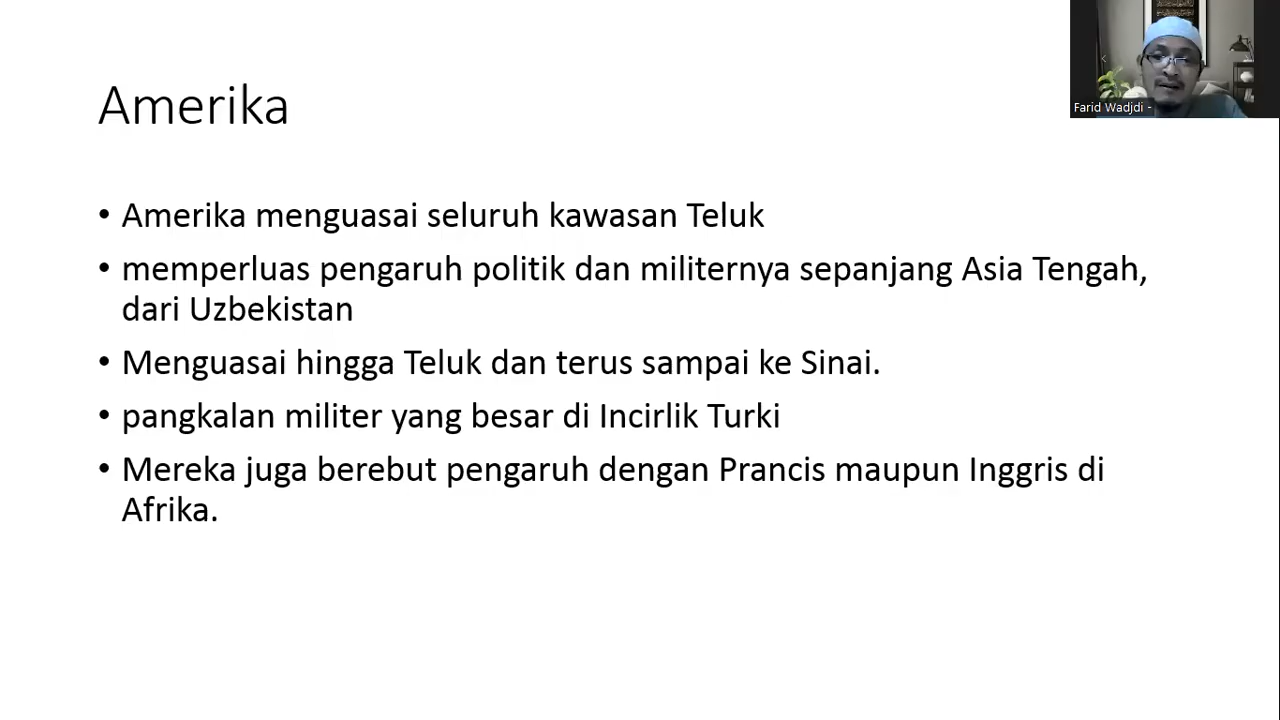 Amerika
Farid Wadjdi -
• Amerika menguasai seluruh kawasan Teluk
• memperluas pengaruh politik dan militernya sepanjang Asia Tengah,
dari Uzbekistan
• Menguasai hingga Teluk dan terus sampai ke Sinai.
• pangkalan militer yang besar di Incirlik Turki
• Mereka juga berebut pengaruh dengan Prancis maupun Inggris di
Afrika.